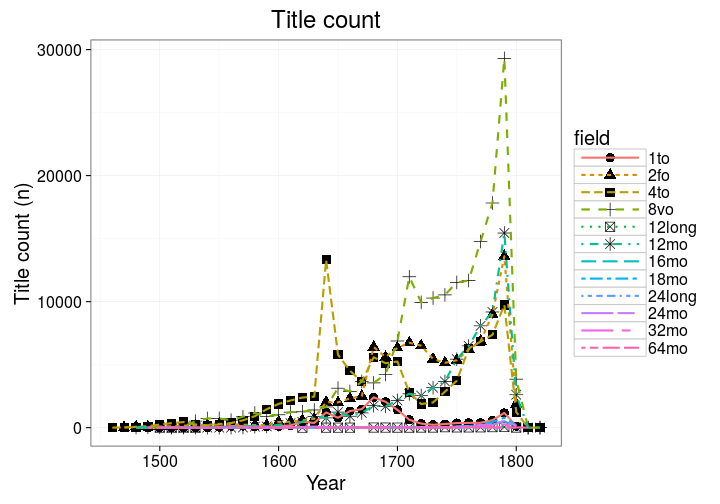 Title count
Title count (n)
30000
20000
10000
0
1500
1600
1700
1800
Year
field
1to
2fo
4to
8vo
12long
12mo
16mo
18mo
24long
24mo
32mo
64mo